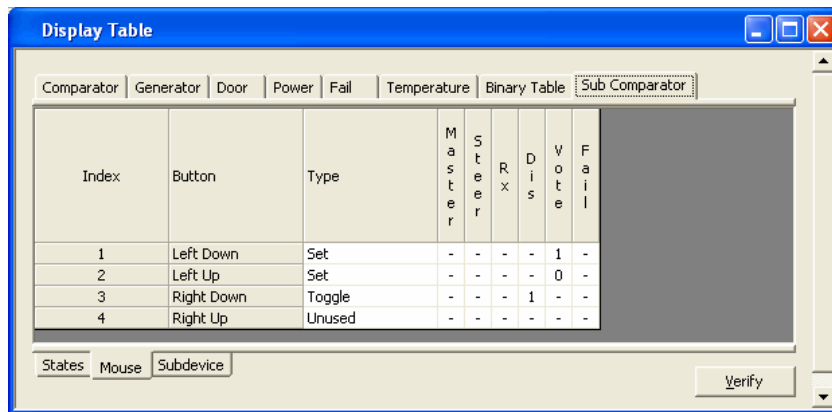 Display Table
Comparator Generator Door Power Fail Temperature Binary Table Sub Comparator
Index Button Type Master Steer Rx Dis Vote Fail
1 Left Down Set - - - - 1 -
2 Left Up Set - - - - 0 -
3 Right Down Toggle - - - 1 - -
4 Right Up Unused - - - - - -
States Mouse Subdevice
Verify